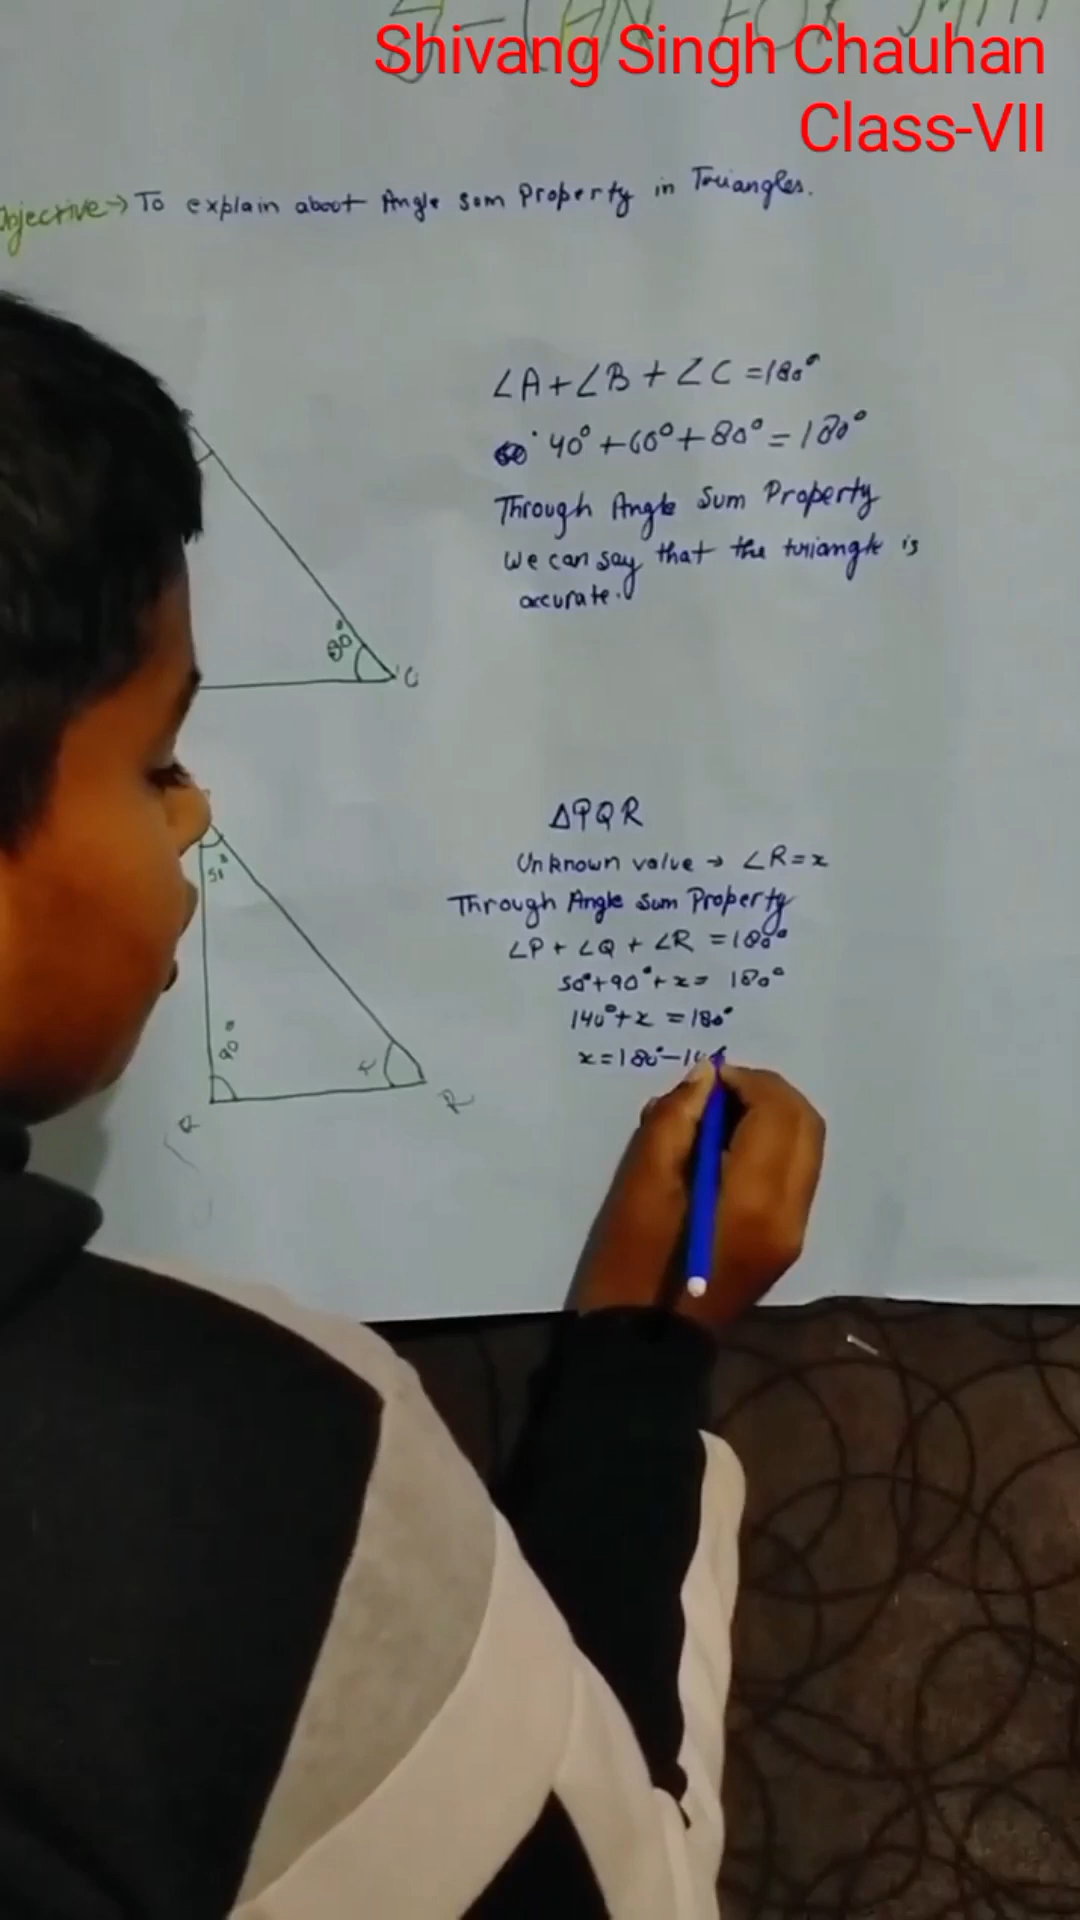 Shivang Singh Chauhan
Class-VII
FOR
Objective → To explain about Angle sum Property in Triangles.
∠A + ∠B + ∠C = 180°
40° + 60° + 80° = 180°
Through Angle Sum Property
We can say that the triangle is
accurate.
80°
C
ΔPQR
Unknown value → ∠R = x
Through Angle Sum Property
∠P + ∠Q + ∠R = 180°
50° + 90° + x = 180°
140° + x = 180°
x = 180° - 14
50°
90°
R